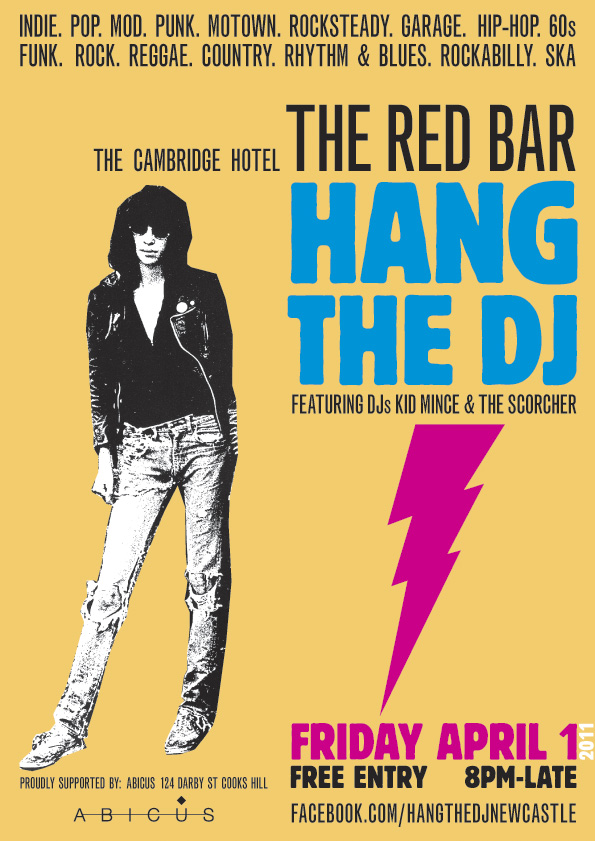 INDIE. POP. MOD. PUNK. MOTOWN. ROCKSTEADY. GARAGE. HIP-HOP. 60s
FUNK. ROCK. REGGAE. COUNTRY. RHYTHM & BLUES. ROCKABILLY. SKA
THE CAMBRIDGE HOTEL THE RED BAR
HANG
THE DJ
FEATURING DJs KID MINCE & THE SCORCHER
FRIDAY APRIL 1 2011
FREE ENTRY 8PM-LATE
PROUDLY SUPPORTED BY: ABICUS 124 DARBY ST COOKS HILL
ABICUS
FACEBOOK.COM/HANGTHEDJNEWCASTLE